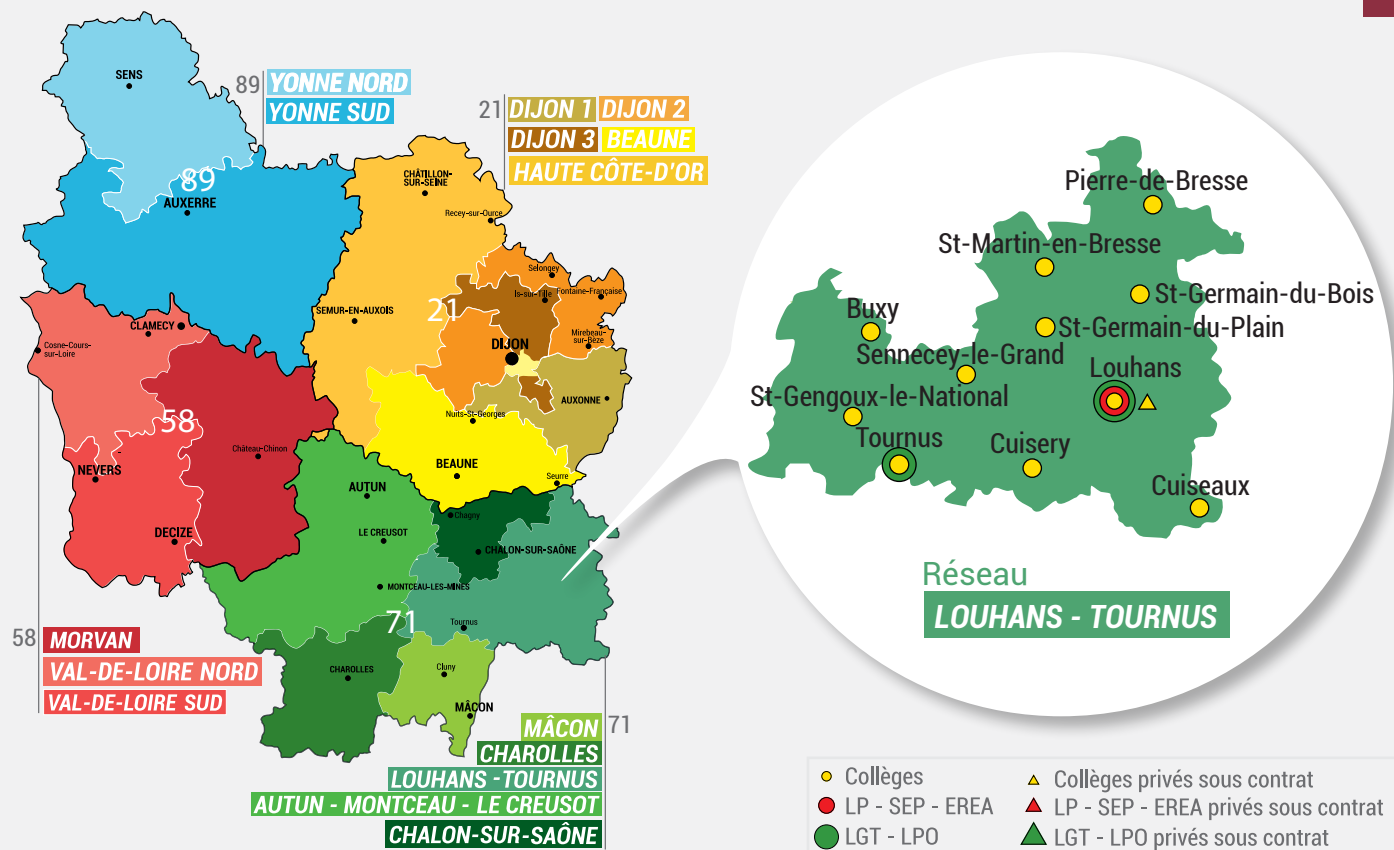 SENS
89
YONNE NORD
YONNE SUD
21
DIJON 1 DIJON 2
DIJON 3 BEAUNE
HAUTE CÔTE-D'OR
89
AUXERRE
CHÂTILLON-
SUR-SEINE
Recey-sur-Ource
Selongey
Is-sur-Tille
Fontaine-Française
SEMUR-EN-AUXOIS
21
Mirebeau-
sur-Bèze
DIJON
CLAMECY
Cosne-Cours-
sur-Loire
AUXONNE
58
Nuits-St-Georges
Château-Chinon
BEAUNE
NEVERS
Seurre
AUTUN
Chagny
DECIZE
LE CREUSOT
CHALON-SUR-SAÔNE
MONTCEAU-LES-MINES
71
Tournus
CHAROLLES
Cluny
MÂCON
58
MORVAN
VAL-DE-LOIRE NORD
VAL-DE-LOIRE SUD
71
MÂCON
CHAROLLES
LOUHANS - TOURNUS
AUTUN - MONTCEAU - LE CREUSOT
CHALON-SUR-SAÔNE
Pierre-de-Bresse
St-Martin-en-Bresse
St-Germain-du-Bois
Buxy
St-Germain-du-Plain
Sennecey-le-Grand
Louhans
St-Gengoux-le-National
Tournus
Cuisery
Cuiseaux
Réseau
LOUHANS - TOURNUS
Collèges
LP - SEP - EREA
LGT - LPO
Collèges privés sous contrat
LP - SEP - EREA privés sous contrat
LGT - LPO privés sous contrat